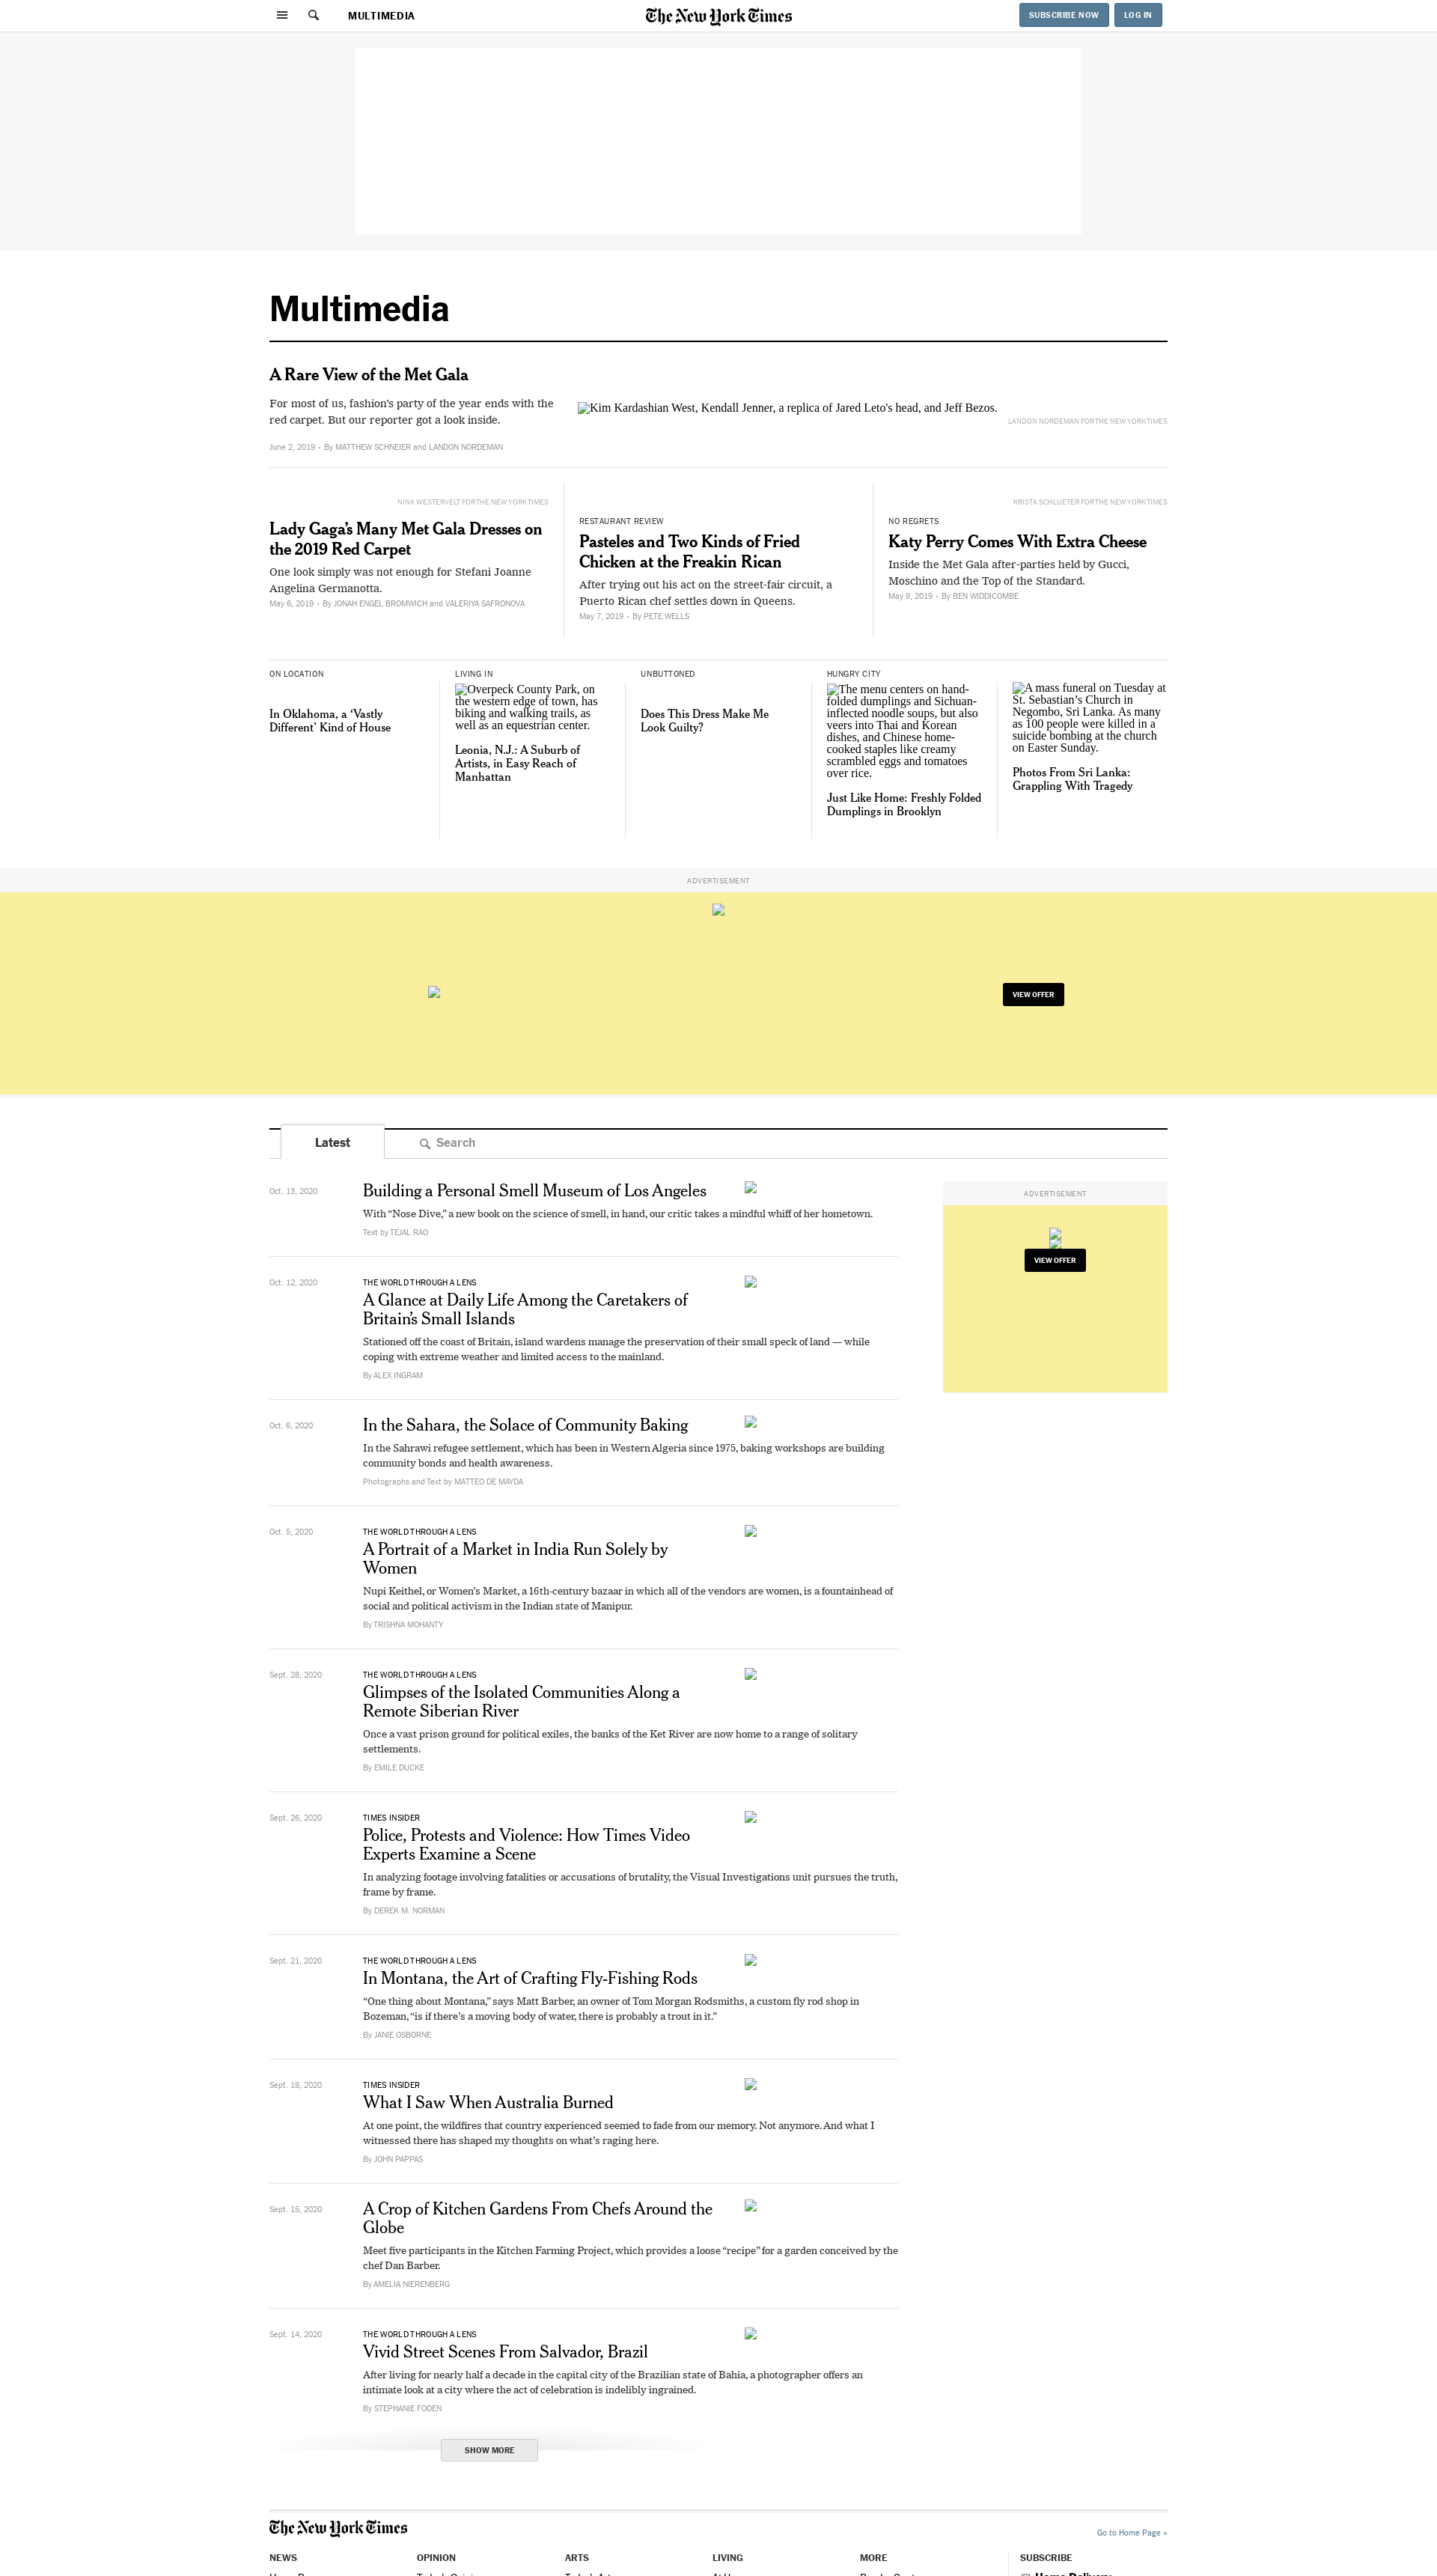 MULTIMEDIA
The New York Times
SUBSCRIBE NOW
LOG IN
Multimedia
A Rare View of the Met Gala
For most of us, fashion's party of the year ends with the
red carpet. But our reporter got a look inside.
June 2, 2019 • By MATTHEW SCHNEIER and LANDON NORDEMAN
Kim Kardashian West, Kendall Jenner, a replica of Jared Leto's head, and Jeff Bezos.
LANDON NORDEMAN FOR THE NEW YORK TIMES
NINA WESTERVELT FOR THE NEW YORK TIMES
Lady Gaga’s Many Met Gala Dresses on
the 2019 Red Carpet
One look simply was not enough for Stefani Joanne
Angelina Germanotta.
May 6, 2019 • By JONAH ENGEL BROMWICH and VALERIYA SAFRONOVA
RESTAURANT REVIEW
Pasteles and Two Kinds of Fried
Chicken at the Freakin Rican
After trying out his act on the street-fair circuit, a
Puerto Rican chef settles down in Queens.
May 7, 2019 • By PETE WELLS
KRISTA SCHLUETER FOR THE NEW YORK TIMES
NO REGRETS
Katy Perry Comes With Extra Cheese
Inside the Met Gala after-parties held by Gucci,
Moschino and the Top of the Standard.
May 9, 2019 • By BEN WIDDICOMBE
ON LOCATION
In Oklahoma, a ‘Vastly
Different’ Kind of House
LIVING IN
Overpeck County Park, on
the western edge of town, has
biking and walking trails, as
well as an equestrian center.
Leonia, N.J.: A Suburb of
Artists, in Easy Reach of
Manhattan
UNBUTTONED
Does This Dress Make Me
Look Guilty?
HUNGRY CITY
The menu centers on hand-
folded dumplings and Sichuan-
inflected noodle soups, but also
veers into Thai and Korean
dishes, and Chinese home-
cooked staples like creamy
scrambled eggs and tomatoes
over rice.
Just Like Home: Freshly Folded
Dumplings in Brooklyn
A mass funeral on Tuesday at
St. Sebastian’s Church in
Negombo, Sri Lanka. As many
as 100 people were killed in a
suicide bombing at the church
on Easter Sunday.
Photos From Sri Lanka:
Grappling With Tragedy
ADVERTISEMENT
VIEW OFFER
Latest
Search
Oct. 13, 2020
Building a Personal Smell Museum of Los Angeles
With “Nose Dive,” a new book on the science of smell, in hand, our critic takes a mindful whiff of her hometown.
Text by TEJAL RAO
ADVERTISEMENT
VIEW OFFER
Oct. 12, 2020
THE WORLD THROUGH A LENS
A Glance at Daily Life Among the Caretakers of
Britain’s Small Islands
Stationed off the coast of Britain, island wardens manage the preservation of their small speck of land — while
coping with extreme weather and limited access to the mainland.
By ALEX INGRAM
Oct. 6, 2020
In the Sahara, the Solace of Community Baking
In the Sahrawi refugee settlement, which has been in Western Algeria since 1975, baking workshops are building
community bonds and health awareness.
Photographs and Text by MATTEO DE MAYDA
Oct. 5, 2020
THE WORLD THROUGH A LENS
A Portrait of a Market in India Run Solely by
Women
Nupi Keithel, or Women’s Market, a 16th-century bazaar in which all of the vendors are women, is a fountainhead of
social and political activism in the Indian state of Manipur.
By TRISHNA MOHANTY
Sept. 28, 2020
THE WORLD THROUGH A LENS
Glimpses of the Isolated Communities Along a
Remote Siberian River
Once a vast prison ground for political exiles, the banks of the Ket River are now home to a range of solitary
settlements.
By EMILE DUCKE
Sept. 26, 2020
TIMES INSIDER
Police, Protests and Violence: How Times Video
Experts Examine a Scene
In analyzing footage involving fatalities or accusations of brutality, the Visual Investigations unit pursues the truth,
frame by frame.
By DEREK M. NORMAN
Sept. 21, 2020
THE WORLD THROUGH A LENS
In Montana, the Art of Crafting Fly-Fishing Rods
“One thing about Montana,” says Matt Barber, an owner of Tom Morgan Rodsmiths, a custom fly rod shop in
Bozeman, “is if there’s a moving body of water, there is probably a trout in it.”
By JANIE OSBORNE
Sept. 18, 2020
TIMES INSIDER
What I Saw When Australia Burned
At one point, the wildfires that country experienced seemed to fade from our memory. Not anymore. And what I
witnessed there has shaped my thoughts on what’s raging here.
By JOHN PAPPAS
Sept. 15, 2020
A Crop of Kitchen Gardens From Chefs Around the
Globe
Meet five participants in the Kitchen Farming Project, which provides a loose “recipe” for a garden conceived by the
chef Dan Barber.
By AMELIA NIERENBERG
Sept. 14, 2020
THE WORLD THROUGH A LENS
Vivid Street Scenes From Salvador, Brazil
After living for nearly half a decade in the capital city of the Brazilian state of Bahia, a photographer offers an
intimate look at a city where the act of celebration is indelibly ingrained.
By STEPHANIE FODEN
SHOW MORE
The New York Times
Go to Home Page »
NEWS
OPINION
ARTS
LIVING
MORE
SUBSCRIBE